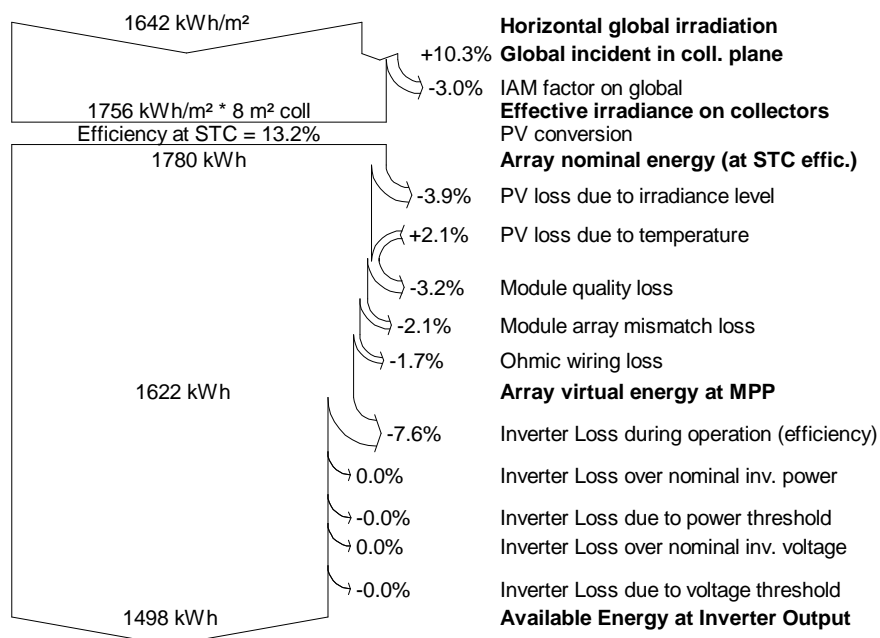 1642 kWh/m² Horizontal global irradiation
+10.3% Global incident in coll. plane
-3.0% IAM factor on global
1756 kWh/m² * 8 m² coll Effective irradiance on collectors
Efficiency at STC = 13.2% PV conversion
1780 kWh Array nominal energy (at STC effic.)
-3.9% PV loss due to irradiance level
+2.1% PV loss due to temperature
-3.2% Module quality loss
-2.1% Module array mismatch loss
-1.7% Ohmic wiring loss
1622 kWh Array virtual energy at MPP
-7.6% Inverter Loss during operation (efficiency)
0.0% Inverter Loss over nominal inv. power
-0.0% Inverter Loss due to power threshold
0.0% Inverter Loss over nominal inv. voltage
-0.0% Inverter Loss due to voltage threshold
1498 kWh Available Energy at Inverter Output